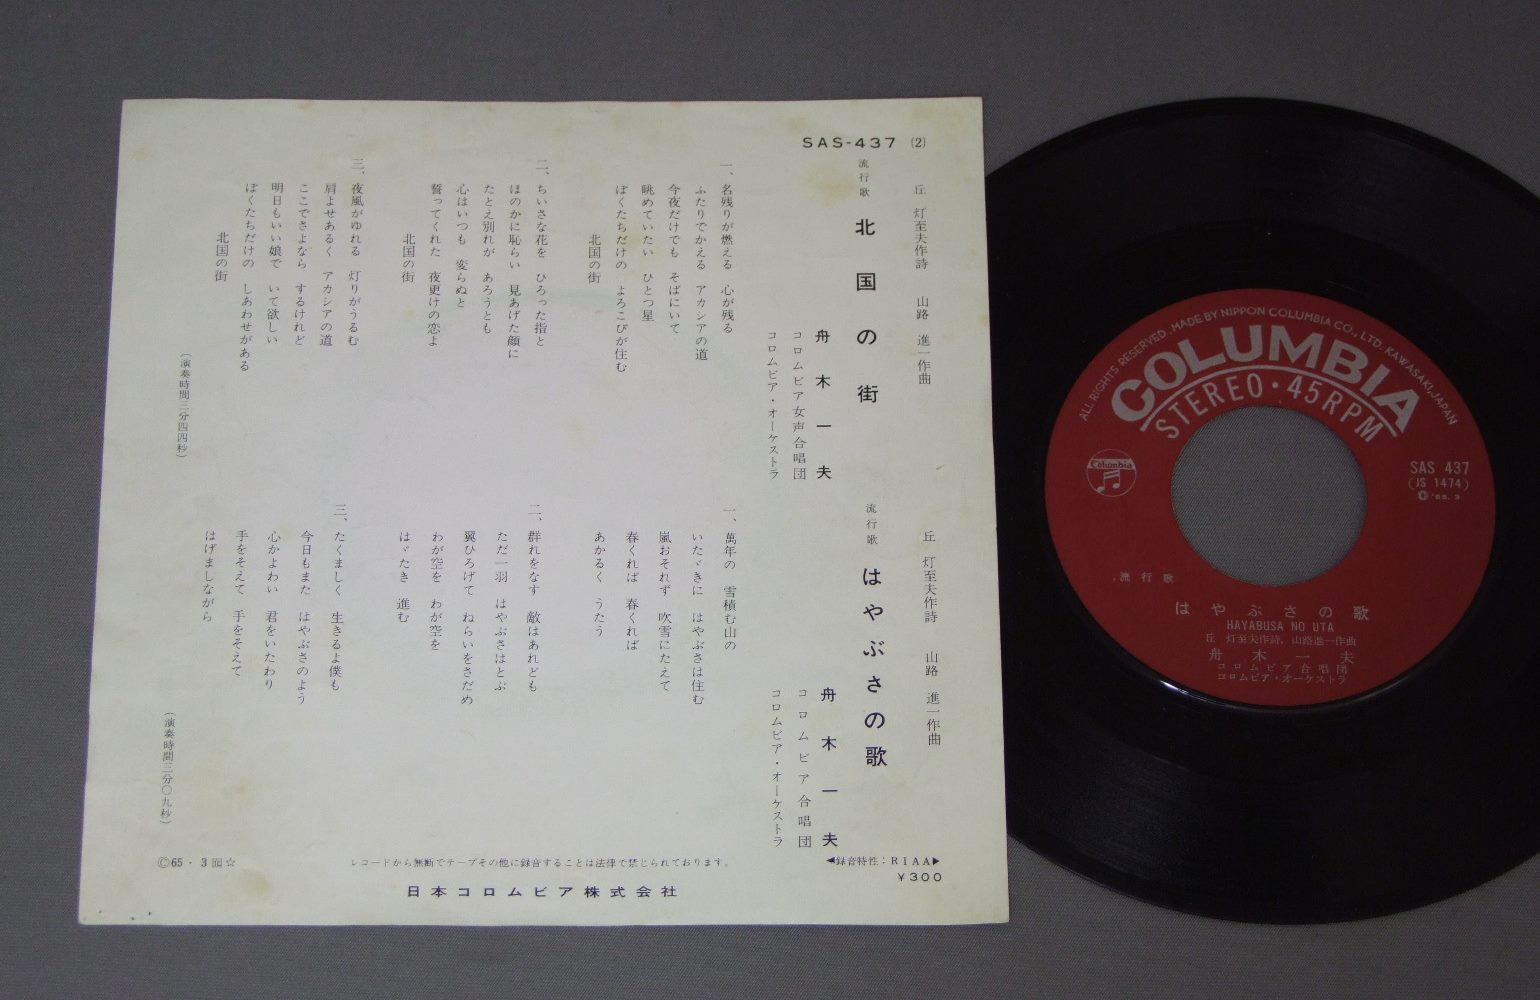 SAS-437 (2)
丘 灯至夫作詩 山路 進一作曲
流行歌 北国の街
舟木一夫
コロムビア女声合唱団
コロムビア・オーケストラ
一、名残りが燃える 心が残る
ふたりでかえる アカシアの道
今夜だけでも そばにいて
眺めていたい ひとつ星
ぼくたちだけの よろこびが住む
北国の街
二、ちいさな花を ひろった指と
ほのかに恥らい 見あげた顔に
たとえ別れが あろうとも
心はいつも 変らぬと
誓ってくれた 夜更けの恋よ
北国の街
三、夜風がゆれる 灯りがうるむ
肩よせあるく アカシアの道
ここでさよなら するけれど
明日もいい娘で いて欲しい
ぼくたちだけの しあわせがある
北国の街
(演奏時間三分四四秒)
丘 灯至夫作詩 山路 進一作曲
流行歌 はやぶさの歌
舟木一夫
コロムビア合唱団
コロムビア・オーケストラ
一、萬年の 雪積む山の
いたゞきに はやぶさは住む
嵐おそれず 吹雪にたえて
春くれば 春くれば
あかるく うたう
二、群れをなす 敵はあれども
ただ一羽 はやぶさはとぶ
翼ひろげて ねらいをさだめ
わが空を わが空を
はゞたき 進む
三、たくましく 生きるよ僕も
今日もまた はやぶさのよう
心かよわい 君をいたわり
手をそえて 手をそえて
はげましながら
(演奏時間三分〇九秒)
◀録音特性:RIAA▶
¥300
レコードから無断でテープその他に録音することは法律で禁じられております。
Ⓒ65・3 ☆
日本コロムビア株式会社
ALL RIGHTS RESERVED, MADE BY NIPPON COLUMBIA CO., LTD. KAWASAKI, JAPAN
COLUMBIA
STEREO・45RPM
Columbia
SAS 437
(JS 1474)
Ⓒ'65.3
流行歌
はやぶさの歌
HAYABUSA NO UTA
丘 灯至夫作詩, 山路進一作曲
舟木一夫
コロムビア合唱団
コロムビア・オーケストラ